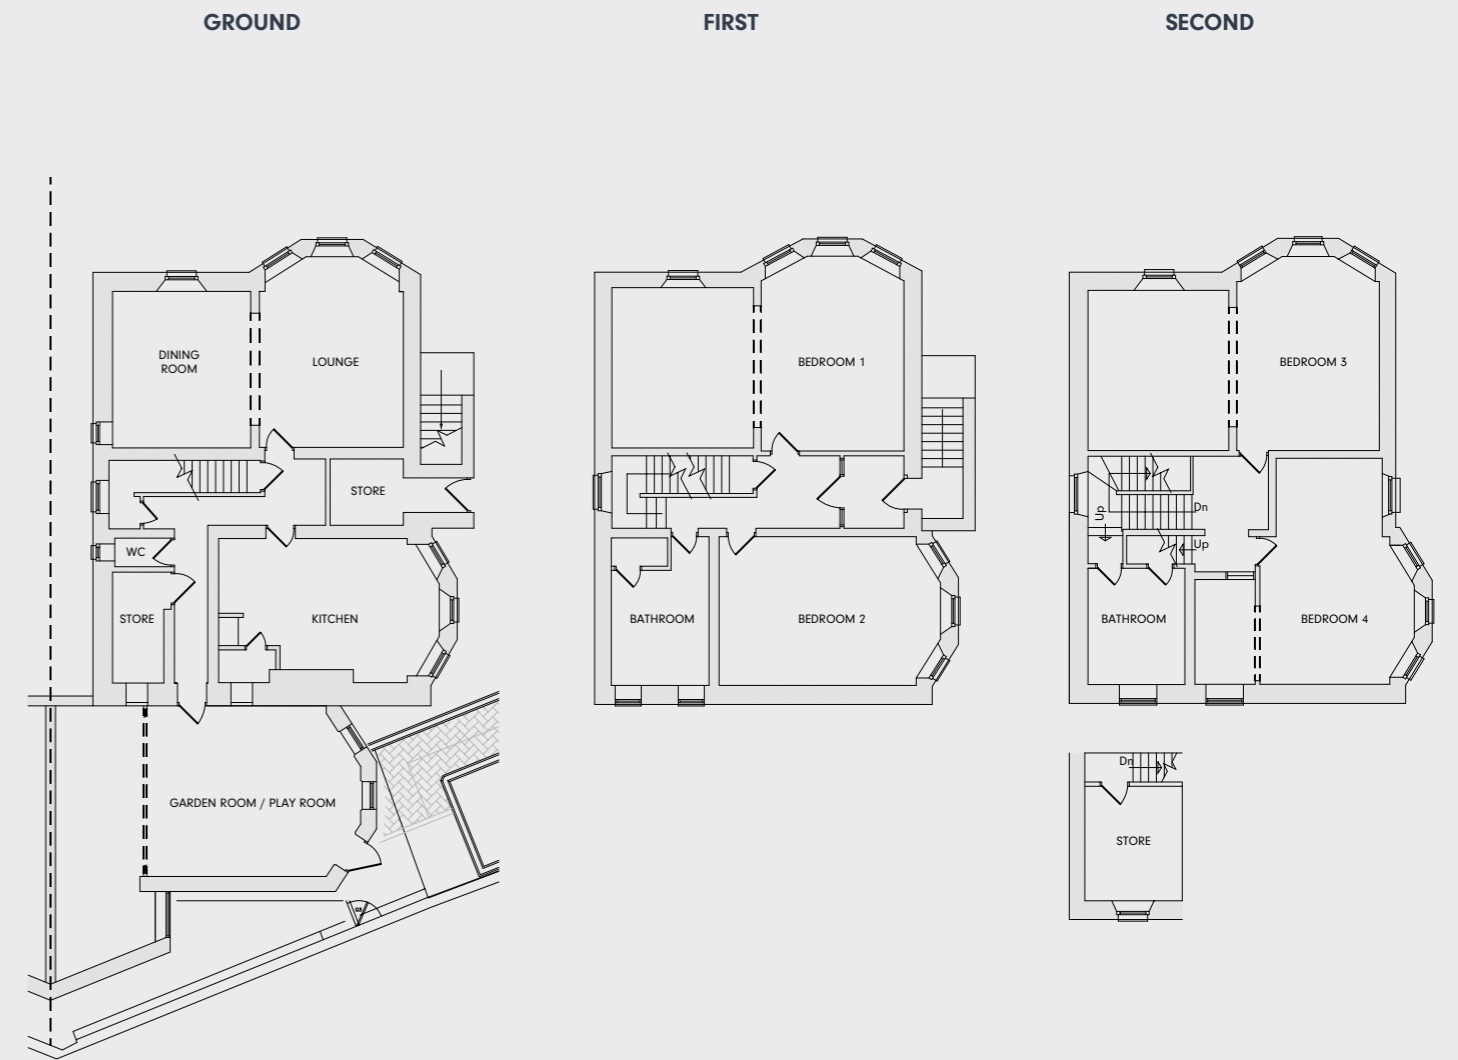 GROUND
FIRST
SECOND
DINING
ROOM
LOUNGE
STORE
WC
STORE
KITCHEN
GARDEN ROOM / PLAY ROOM
BEDROOM 1
BATHROOM
BEDROOM 2
BEDROOM 3
Dn
Up
Up
BATHROOM
BEDROOM 4
Dn
STORE